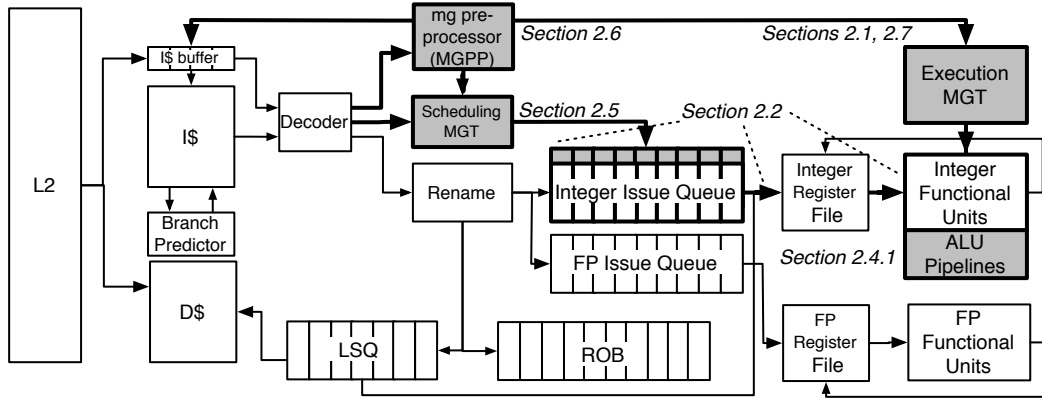 mg pre-
processor
(MGPP)
Section 2.6
Sections 2.1, 2.7
I$ buffer
Execution
MGT
I$
Decoder
Scheduling
MGT
Section 2.5
Section 2.2
L2
Rename
Integer Issue Queue
Integer
Register
File
Integer
Functional
Units
Branch
Predictor
FP Issue Queue
Section 2.4.1
ALU
Pipelines
D$
LSQ
ROB
FP
Register
File
FP
Functional
Units